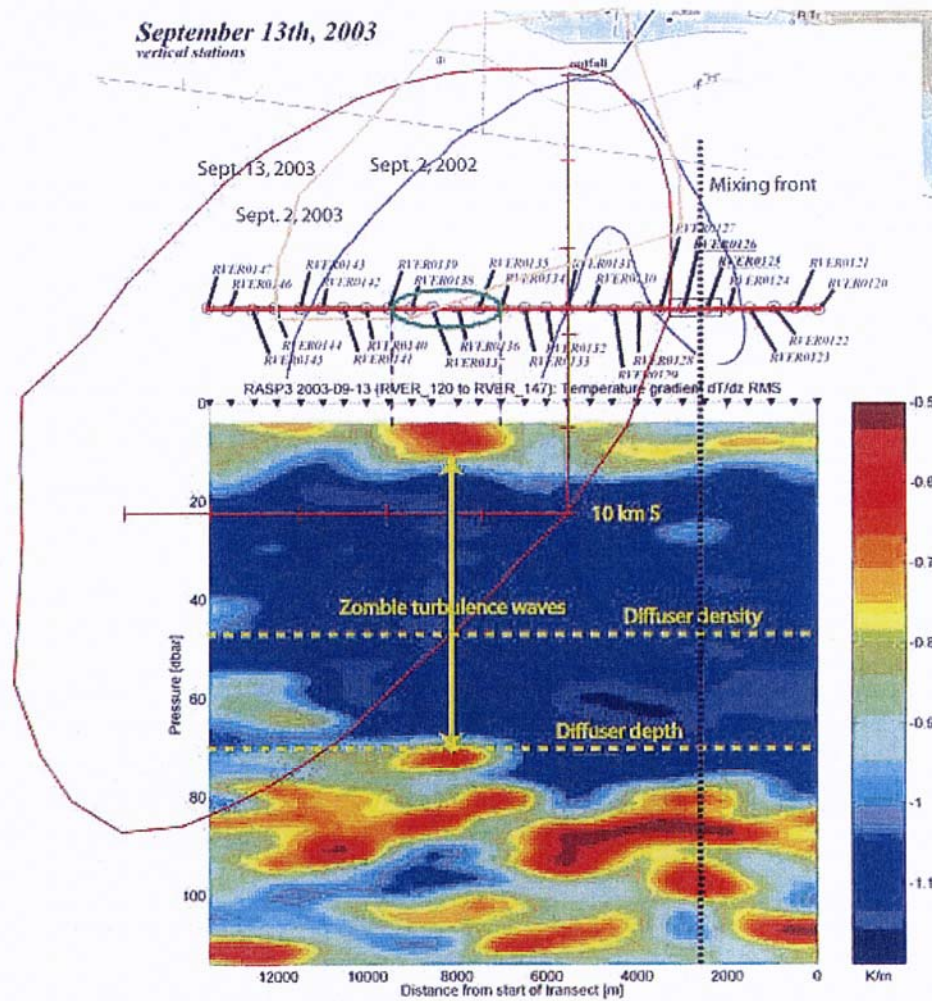 September 13th, 2003
vertical stations
outfall
Sept. 13, 2003
Sept. 2, 2002
Mixing front
Sept. 2, 2003
RVER0127
RVER0126
RVER0147
RVER0143
RVER0139
RVER0135
RVER0131
RVER0125
RVER0121
RVER0146
RVER0142
RVER0138
RVER0134
RVER0130
RVER0124
RVER0120
RVER0144
RVER0140
RVER0136
RVER0132
RVER0128
RVER0122
RVER0145
RVER0141
RVER0133
RVER0129
RVER0123
RASP3 2003-09-13 (RVER_120 to RVER_147): Temperature gradient dT/dz RMS
0
20
40
60
80
100
Pressure [dbar]
10 km S
Zombie turbulence waves
Diffuser density
Diffuser depth
12000 10000 8000 6000 4000 2000 0
Distance from start of transect [m]
-0.5
-0.6
-0.7
-0.8
-0.9
-1
-1.1
K/m